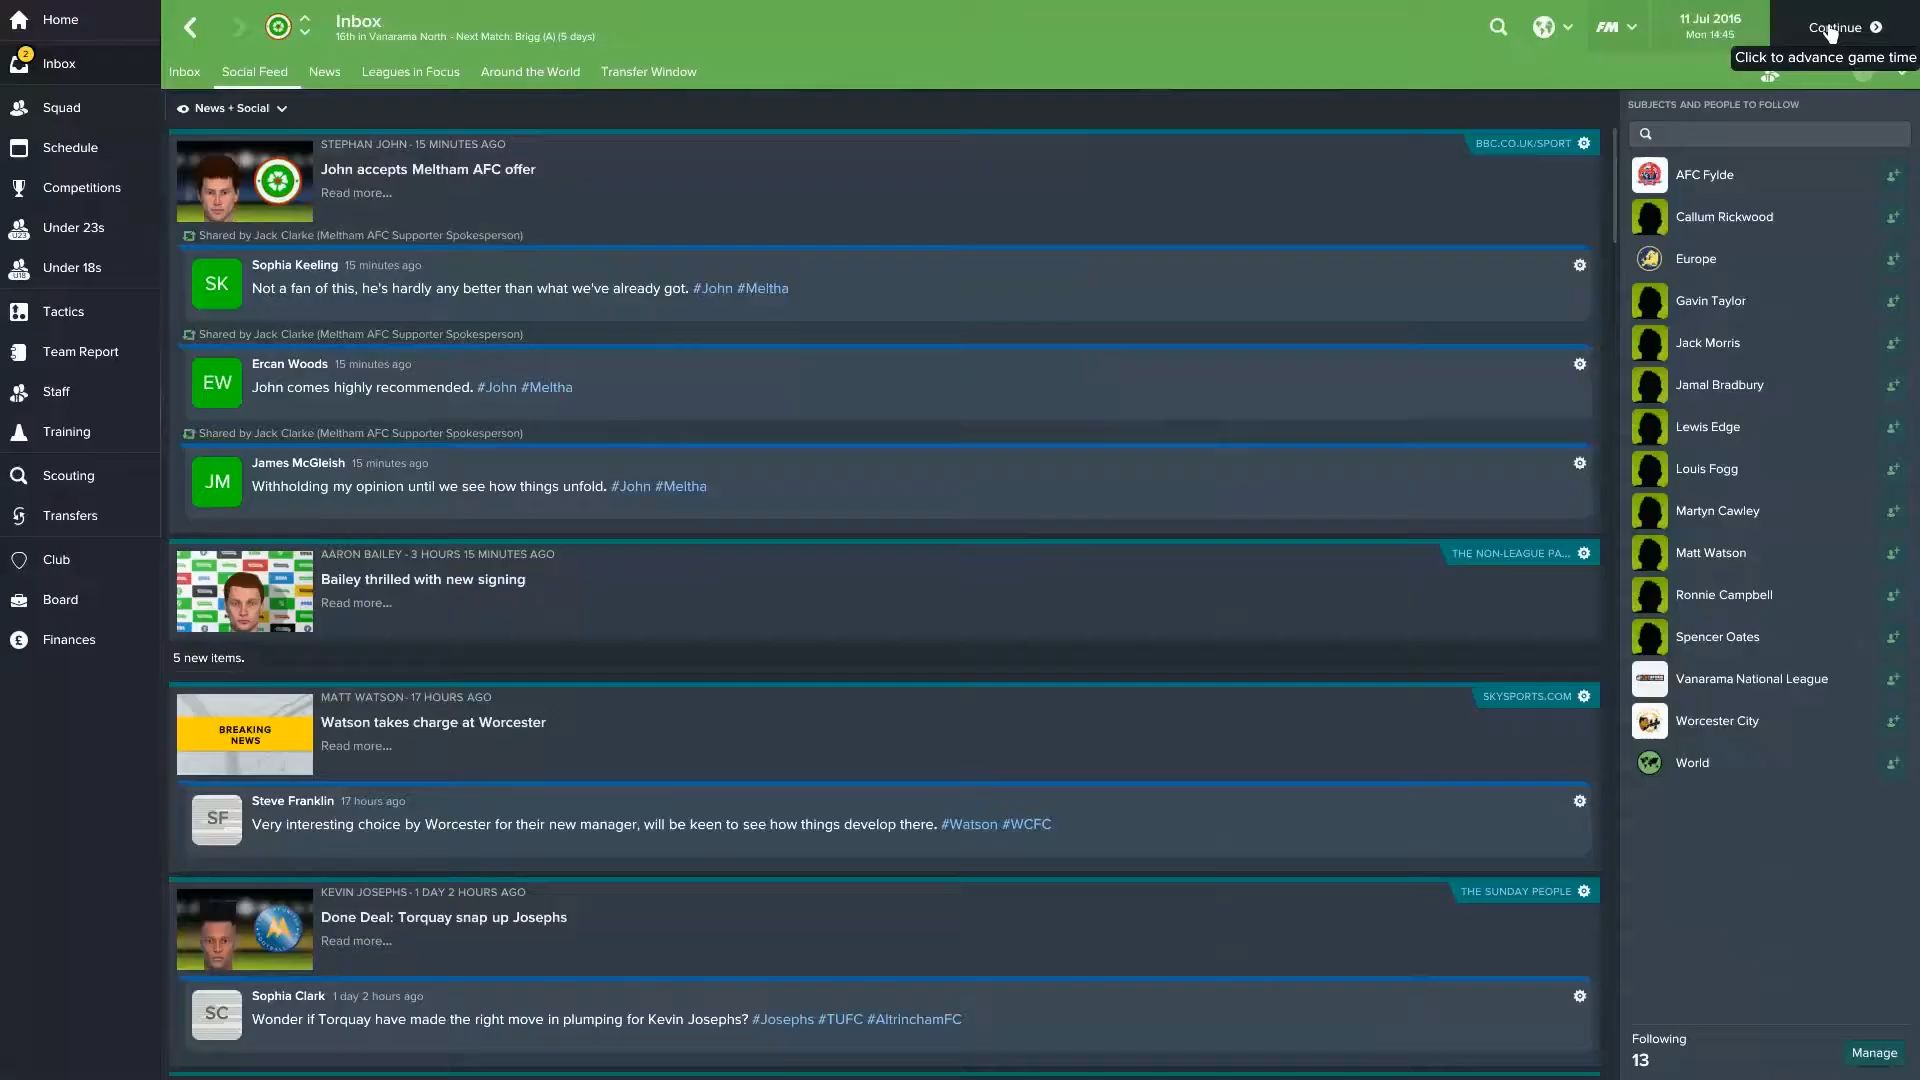 Home
2
Inbox
Squad
Schedule
Competitions
U23
Under 23s
U18
Under 18s
Tactics
Team Report
Staff
Training
Scouting
Transfers
Club
Board
£
Finances
Inbox
16th in Vanarama North - Next Match: Brigg (A) (5 days)
FM
11 Jul 2016
Mon 14:45
Continue
Click to advance game time
Inbox
Social Feed
News
Leagues in Focus
Around the World
Transfer Window
News + Social
STEPHAN JOHN - 15 MINUTES AGO
BBC.CO.UK/SPORT
John accepts Meltham AFC offer
Read more...
Shared by Jack Clarke (Meltham AFC Supporter Spokesperson)
SK
Sophia Keeling 15 minutes ago
Not a fan of this, he's hardly any better than what we've already got. #John #Meltha
Shared by Jack Clarke (Meltham AFC Supporter Spokesperson)
EW
Ercan Woods 15 minutes ago
John comes highly recommended. #John #Meltha
Shared by Jack Clarke (Meltham AFC Supporter Spokesperson)
JM
James McGleish 15 minutes ago
Withholding my opinion until we see how things unfold. #John #Meltha
AARON BAILEY - 3 HOURS 15 MINUTES AGO
THE NON-LEAGUE PA...
Bailey thrilled with new signing
Read more...
5 new items.
BREAKING
NEWS
MATT WATSON - 17 HOURS AGO
SKYSPORTS.COM
Watson takes charge at Worcester
Read more...
SF
Steve Franklin 17 hours ago
Very interesting choice by Worcester for their new manager, will be keen to see how things develop there. #Watson #WCFC
KEVIN JOSEPHS - 1 DAY 2 HOURS AGO
THE SUNDAY PEOPLE
Done Deal: Torquay snap up Josephs
Read more...
SC
Sophia Clark 1 day 2 hours ago
Wonder if Torquay have made the right move in plumping for Kevin Josephs? #Josephs #TUFC #AltrinchamFC
SUBJECTS AND PEOPLE TO FOLLOW
AFC Fylde
Callum Rickwood
Europe
Gavin Taylor
Jack Morris
Jamal Bradbury
Lewis Edge
Louis Fogg
Martyn Cawley
Matt Watson
Ronnie Campbell
Spencer Oates
Vanarama National League
Worcester City
World
Following
13
Manage